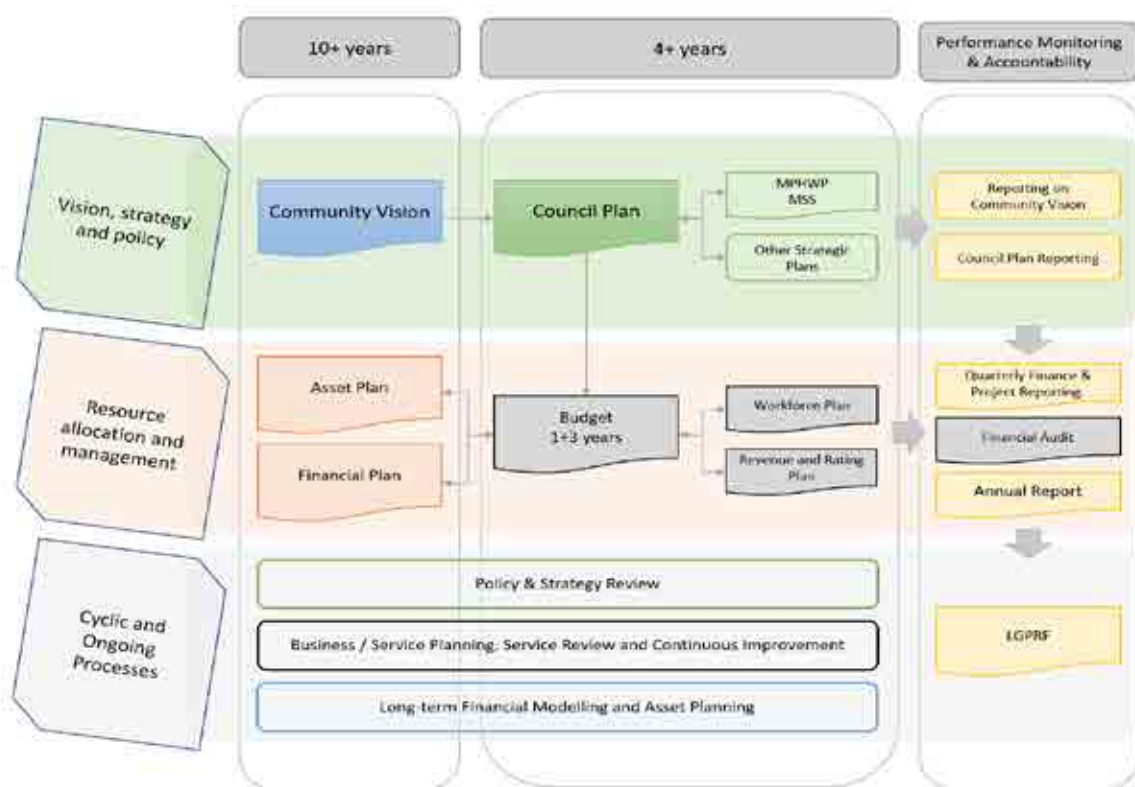 10+ years
4+ years
Performance Monitoring
& Accountability
Vision, strategy
and policy
Community Vision
Council Plan
MPHWP
MSS
Other Strategic
Plans
Reporting on
Community Vision
Council Plan Reporting
Resource
allocation and
management
Asset Plan
Financial Plan
Budget
1+3 years
Workforce Plan
Revenue and Rating
Plan
Quarterly Finance &
Project Reporting
Financial Audit
Annual Report
Cyclic and
Ongoing
Processes
Policy & Strategy Review
Business / Service Planning, Service Review and Continuous Improvement
Long-term Financial Modelling and Asset Planning
LGPRF